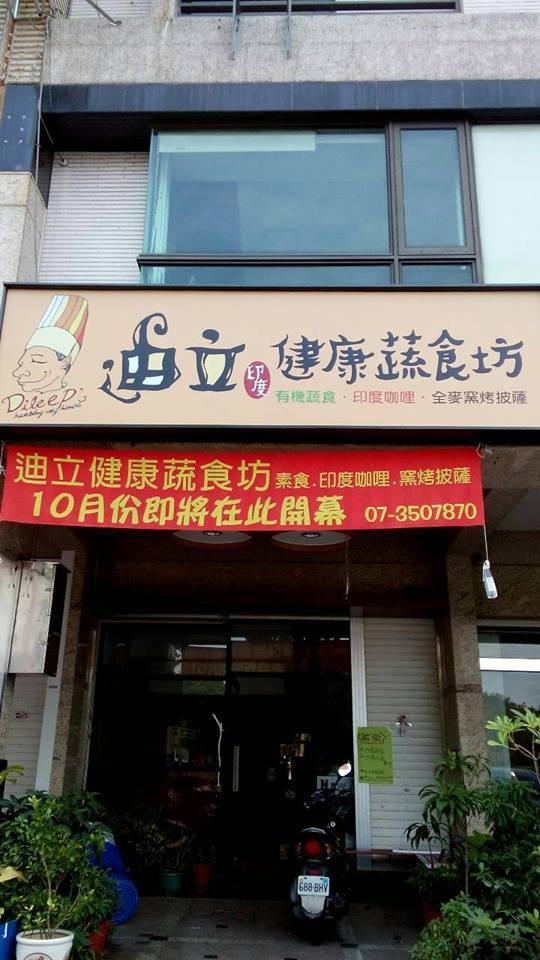 迪立 印度 健康蔬食坊
有機蔬食．印度咖哩．全麥窯烤披薩
Dileep's
迪立健康蔬食坊 素食．印度咖哩．窯烤披薩
10月份即將在此開幕 07-3507870
688-BHV